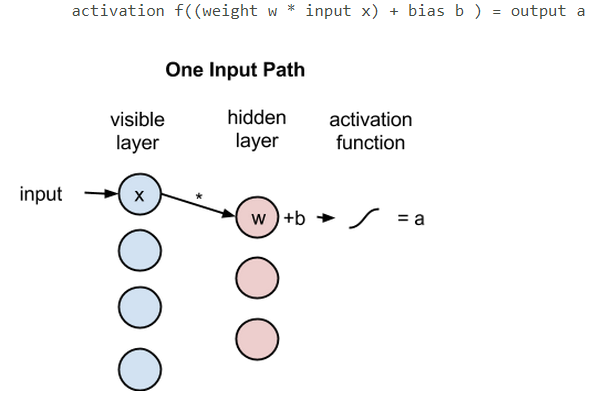 activation f((weight w * input x) + bias b ) = output a
One Input Path
visible layer
hidden layer
activation function
input
x
*
w
+b
= a